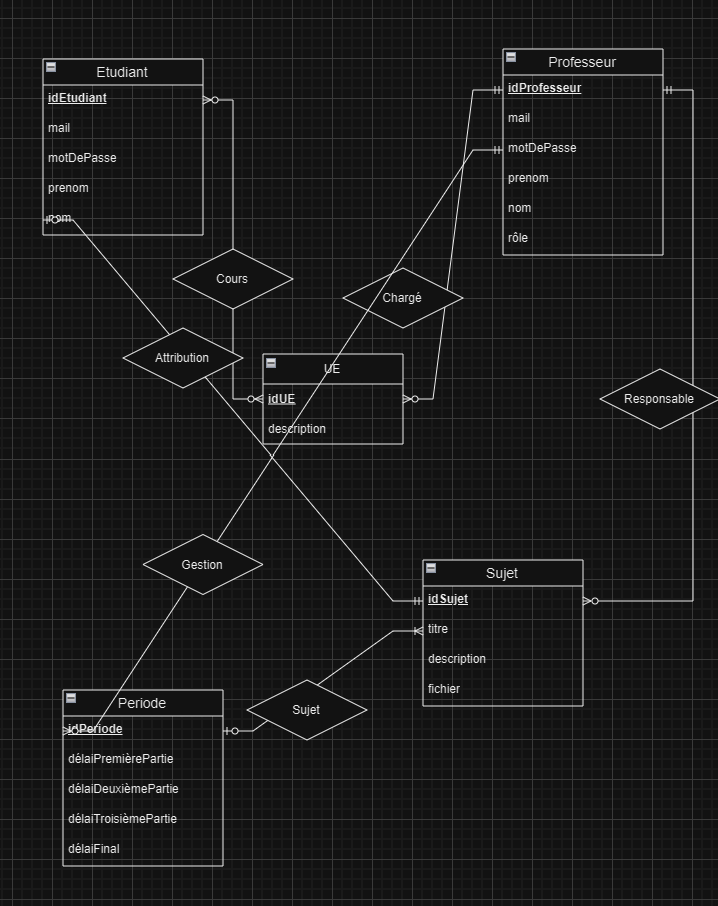 Etudiant
idEtudiant
mail
motDePasse
prenom
nom
Professeur
idProfesseur
mail
motDePasse
prenom
nom
rôle
Cours
Chargé
Attribution
UE
idUE
description
Responsable
Gestion
Sujet
idSujet
titre
description
fichier
Sujet
Periode
idPeriode
délaiPremièrePartie
délaiDeuxièmePartie
délaiTroisièmePartie
délaiFinal